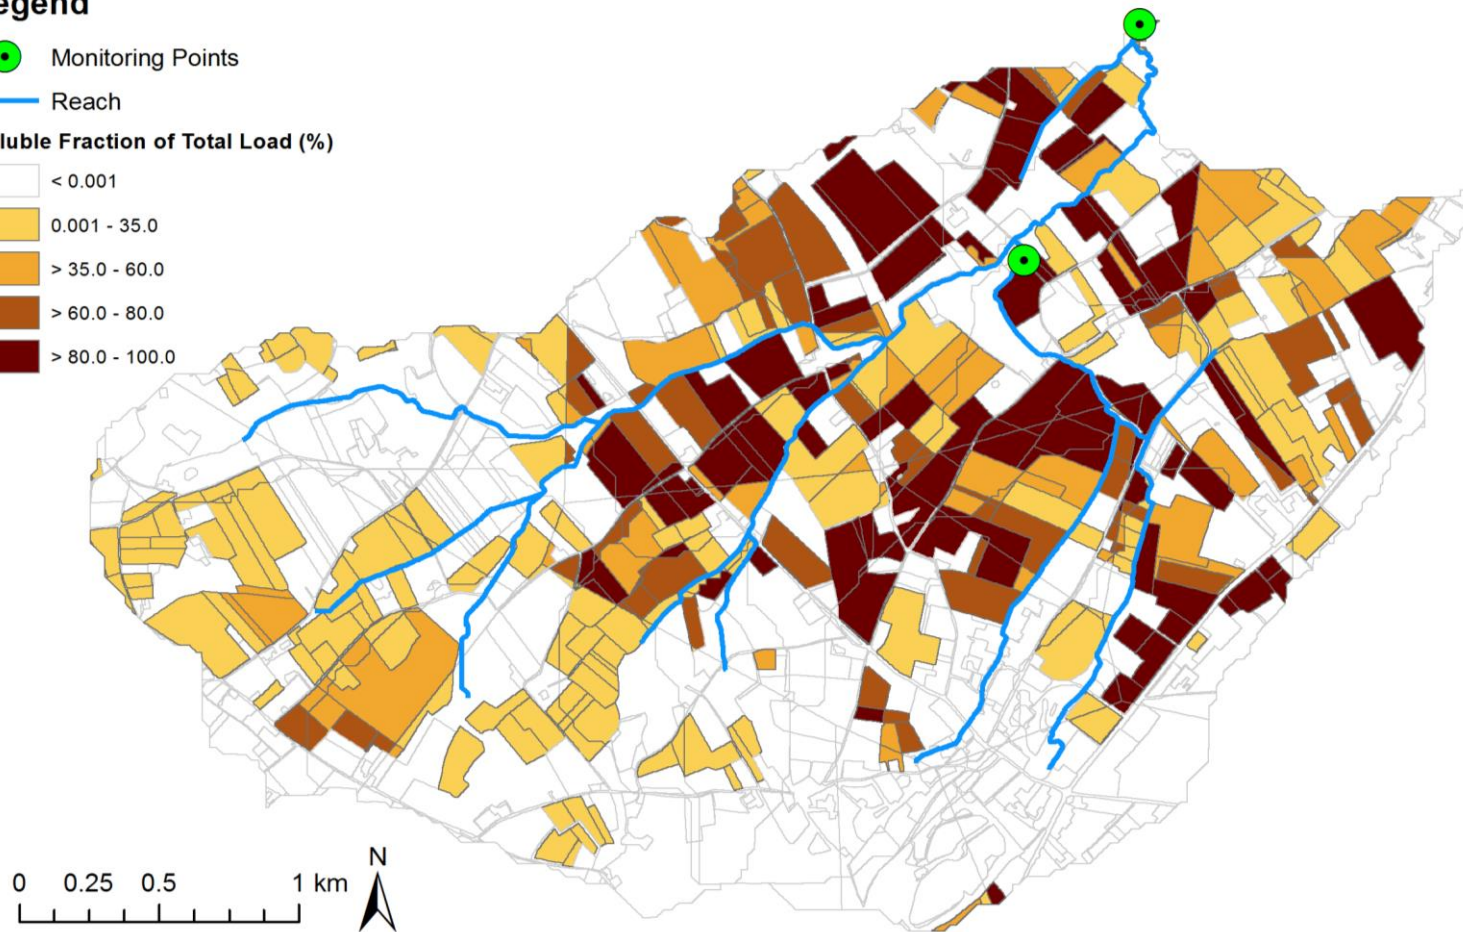 egend
Monitoring Points
Reach
luble Fraction of Total Load (%)
< 0.001
0.001 - 35.0
> 35.0 - 60.0
> 60.0 - 80.0
> 80.0 - 100.0
N
0 0.25 0.5 1 km